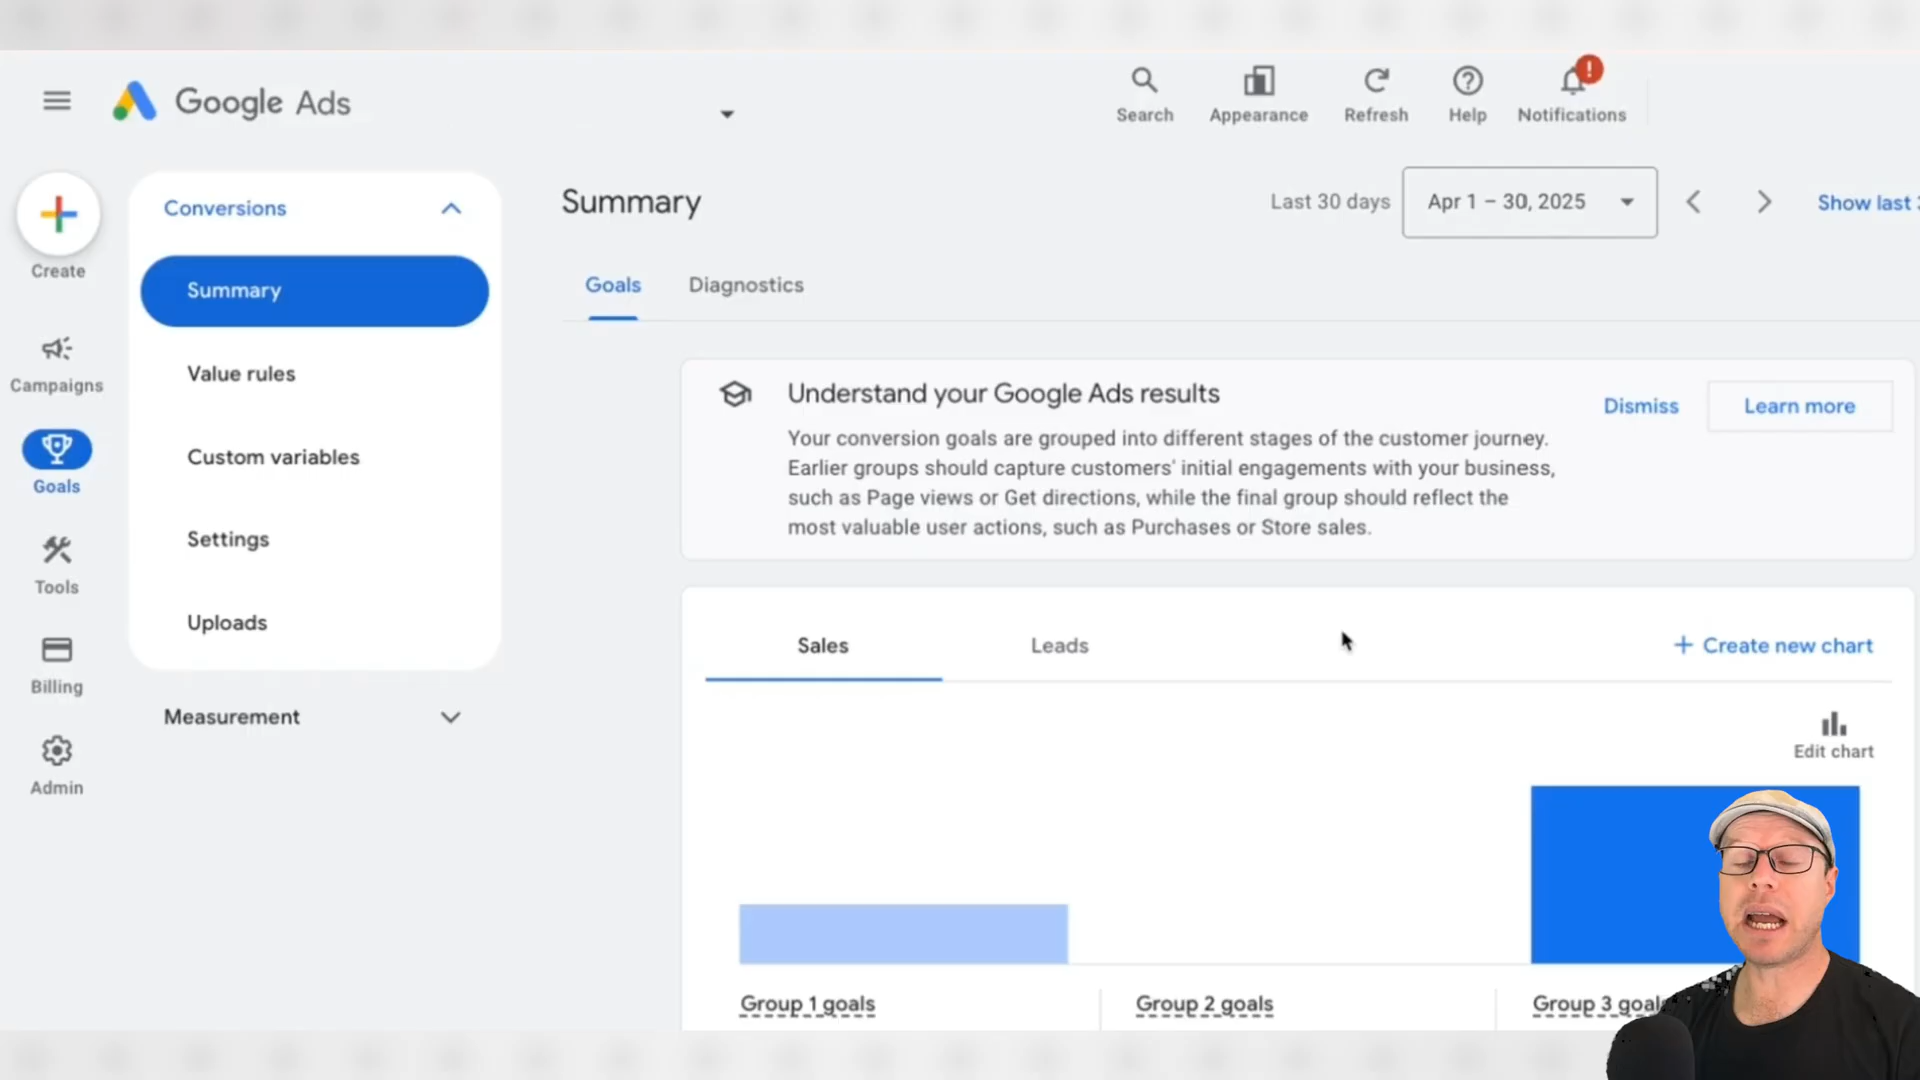 Google Ads
Search
Appearance
Refresh
Help
!
Notifications
Create
Campaigns
Goals
Tools
Billing
Admin
Conversions
Summary
Value rules
Custom variables
Settings
Uploads
Measurement
Summary
Last 30 days
Apr 1 – 30, 2025
Show last
Goals
Diagnostics
Understand your Google Ads results
Your conversion goals are grouped into different stages of the customer journey.
Earlier groups should capture customers' initial engagements with your business,
such as Page views or Get directions, while the final group should reflect the
most valuable user actions, such as Purchases or Store sales.
Dismiss
Learn more
Sales
Leads
+ Create new chart
Edit chart
Group 1 goals
Group 2 goals
Group 3 goals